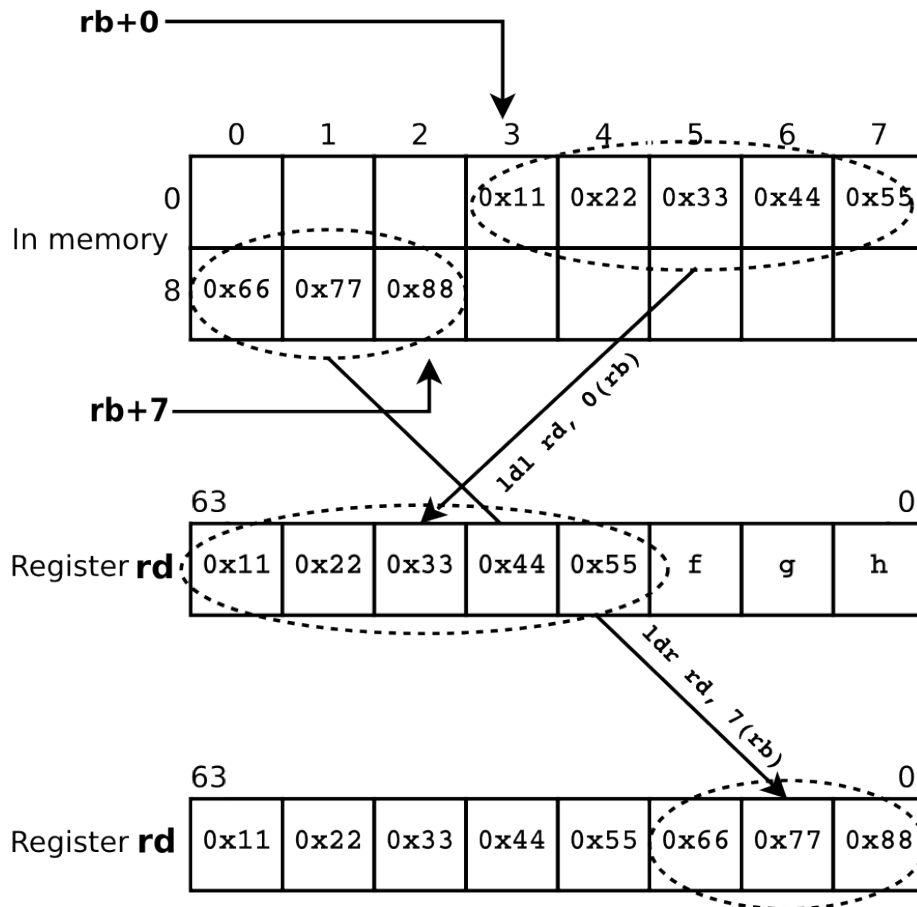 rb+0
0 1 2 3 4 5 6 7
0 0x11 0x22 0x33 0x44 0x55
In memory
8 0x66 0x77 0x88
rb+7
ldl rd, 0(rb)
63 0
Register rd 0x11 0x22 0x33 0x44 0x55 f g h
ldr rd, 7(rb)
63 0
Register rd 0x11 0x22 0x33 0x44 0x55 0x66 0x77 0x88